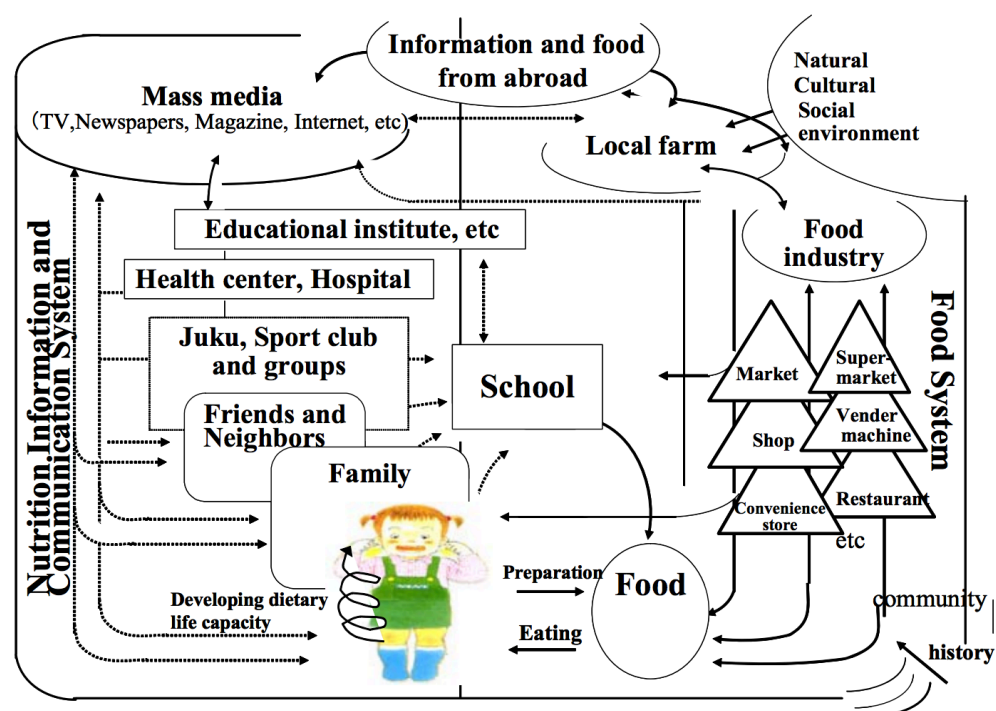 Information and food
from abroad
Natural
Cultural
Social
environment
Mass media
(TV,Newspapers, Magazine, Internet, etc)
Local farm
Educational institute, etc
Food
industry
Health center, Hospital
Nutrition Information and
Communication System
Food System
Juku, Sport club
and groups
School
Market
Super-
market
Friends and
Neighbors
Vender
machine
Shop
Family
Convenience
store
Restaurant
etc
Developing dietary
life capacity
Preparation
Food
Eating
community
history